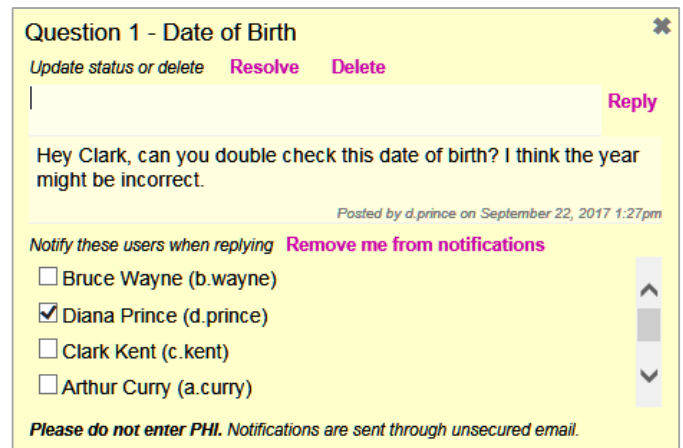 Question 1 - Date of Birth
Update status or delete Resolve Delete
Reply
Hey Clark, can you double check this date of birth? I think the year
might be incorrect.
Posted by d.prince on September 22, 2017 1:27pm
Notify these users when replying Remove me from notifications
Bruce Wayne (b.wayne)
Diana Prince (d.prince)
Clark Kent (c.kent)
Arthur Curry (a.curry)
Please do not enter PHI. Notifications are sent through unsecured email.